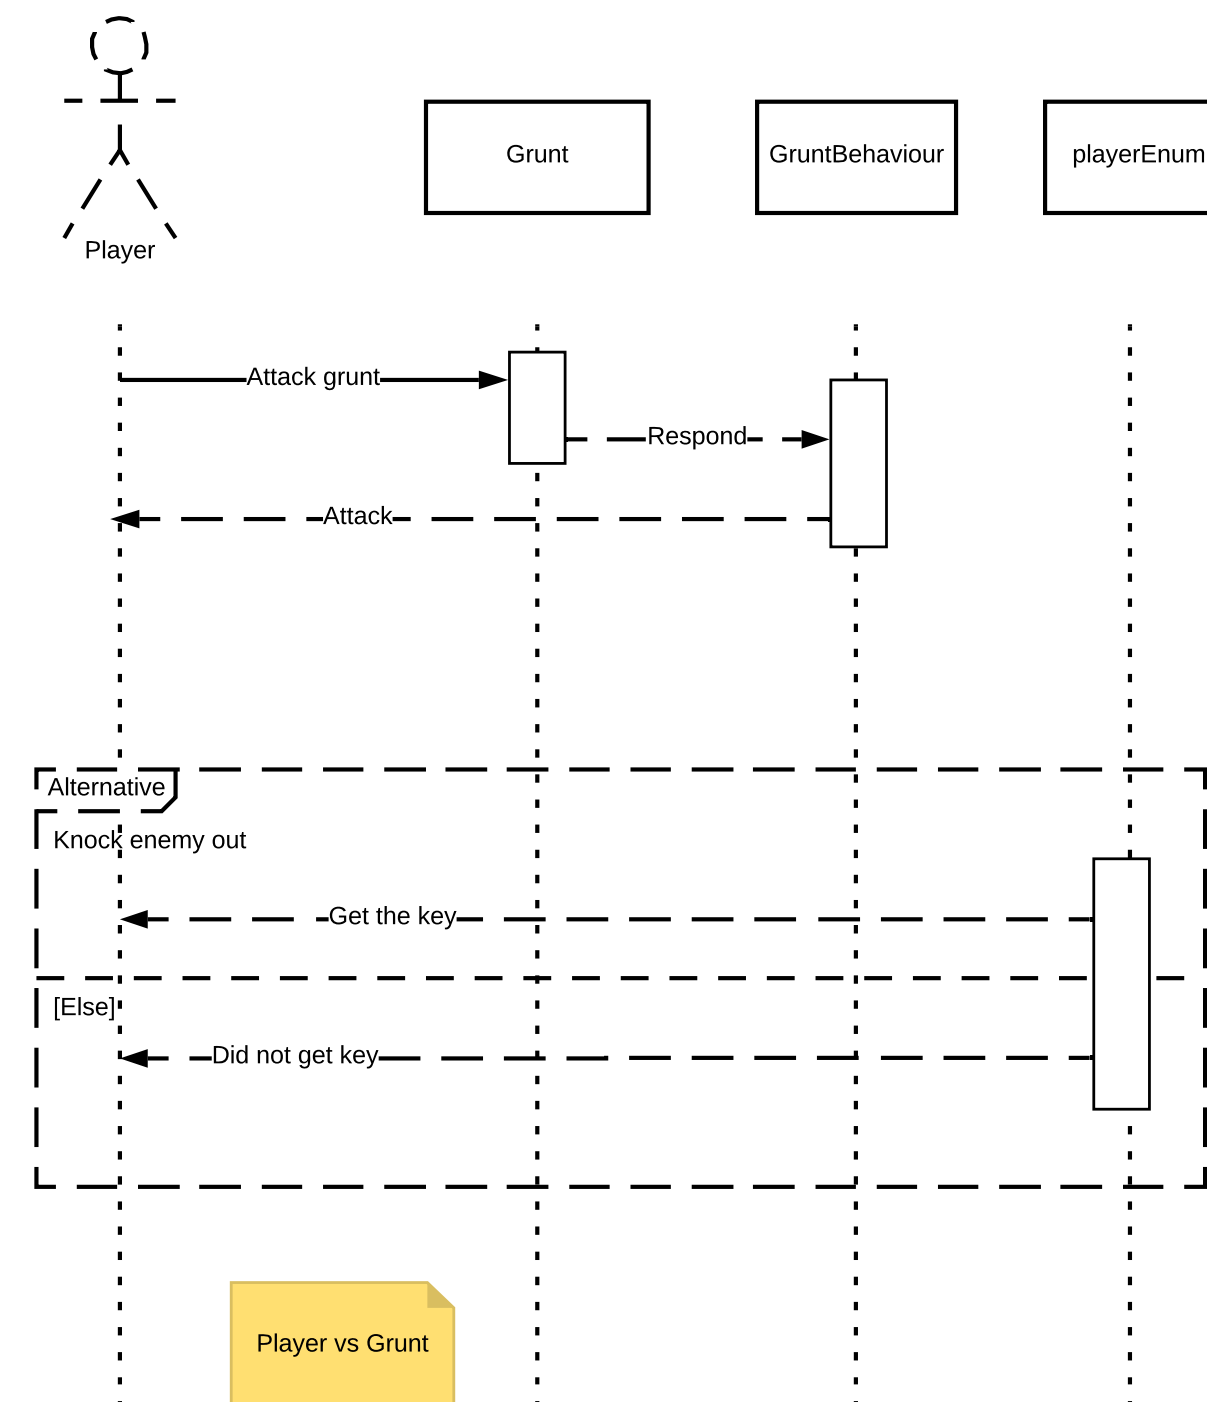 Grunt
GruntBehaviour
playerEnum
Player
Attack grunt
Respond
Attack
Alternative
Knock enemy out
Get the key
[Else]
Did not get key
Player vs Grunt